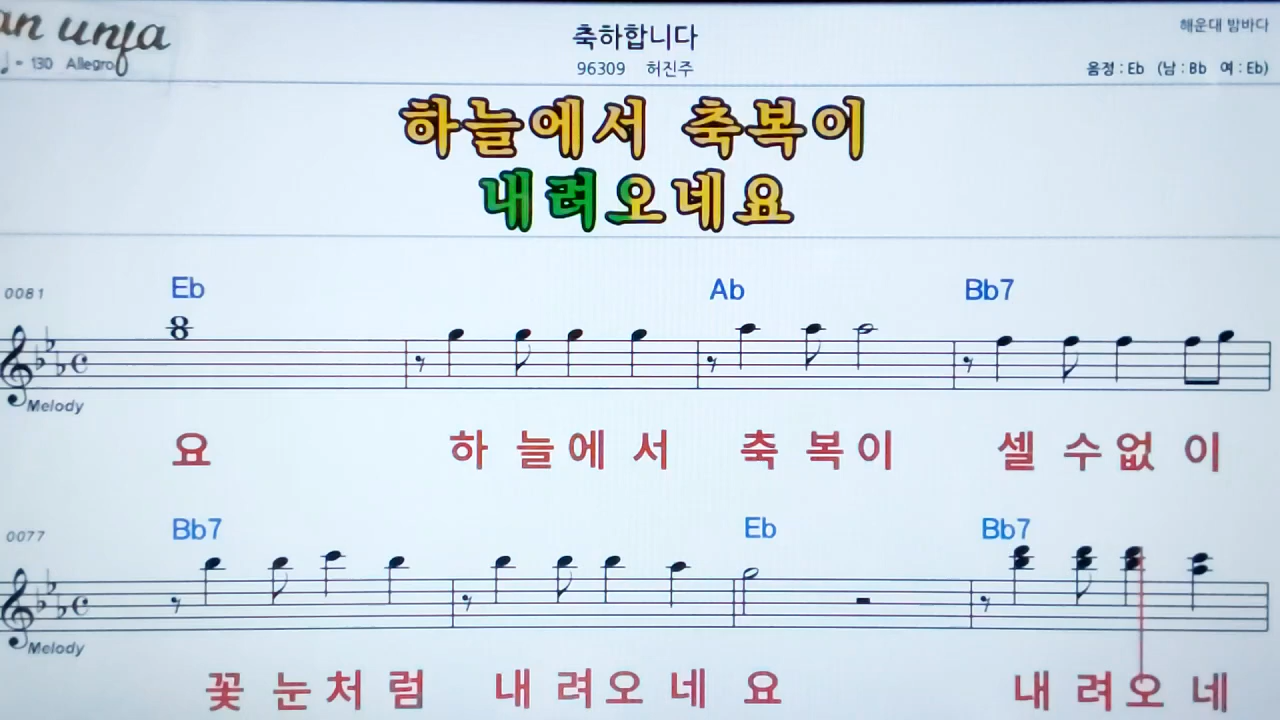 an unfa
♩= 130 Allegro
축하합니다
96309 허진주
해운대 밤바다
음정 : Eb (남 : Bb 여 : Eb)
하늘에서 축복이
내려오네요
0081
Eb Ab Bb7
Melody
요 하 늘에 서 축 복이 셀 수없 이
0077
Bb7 Eb Bb7
Melody
꽃 눈처 럼 내 려오 네 요 내 려오 네